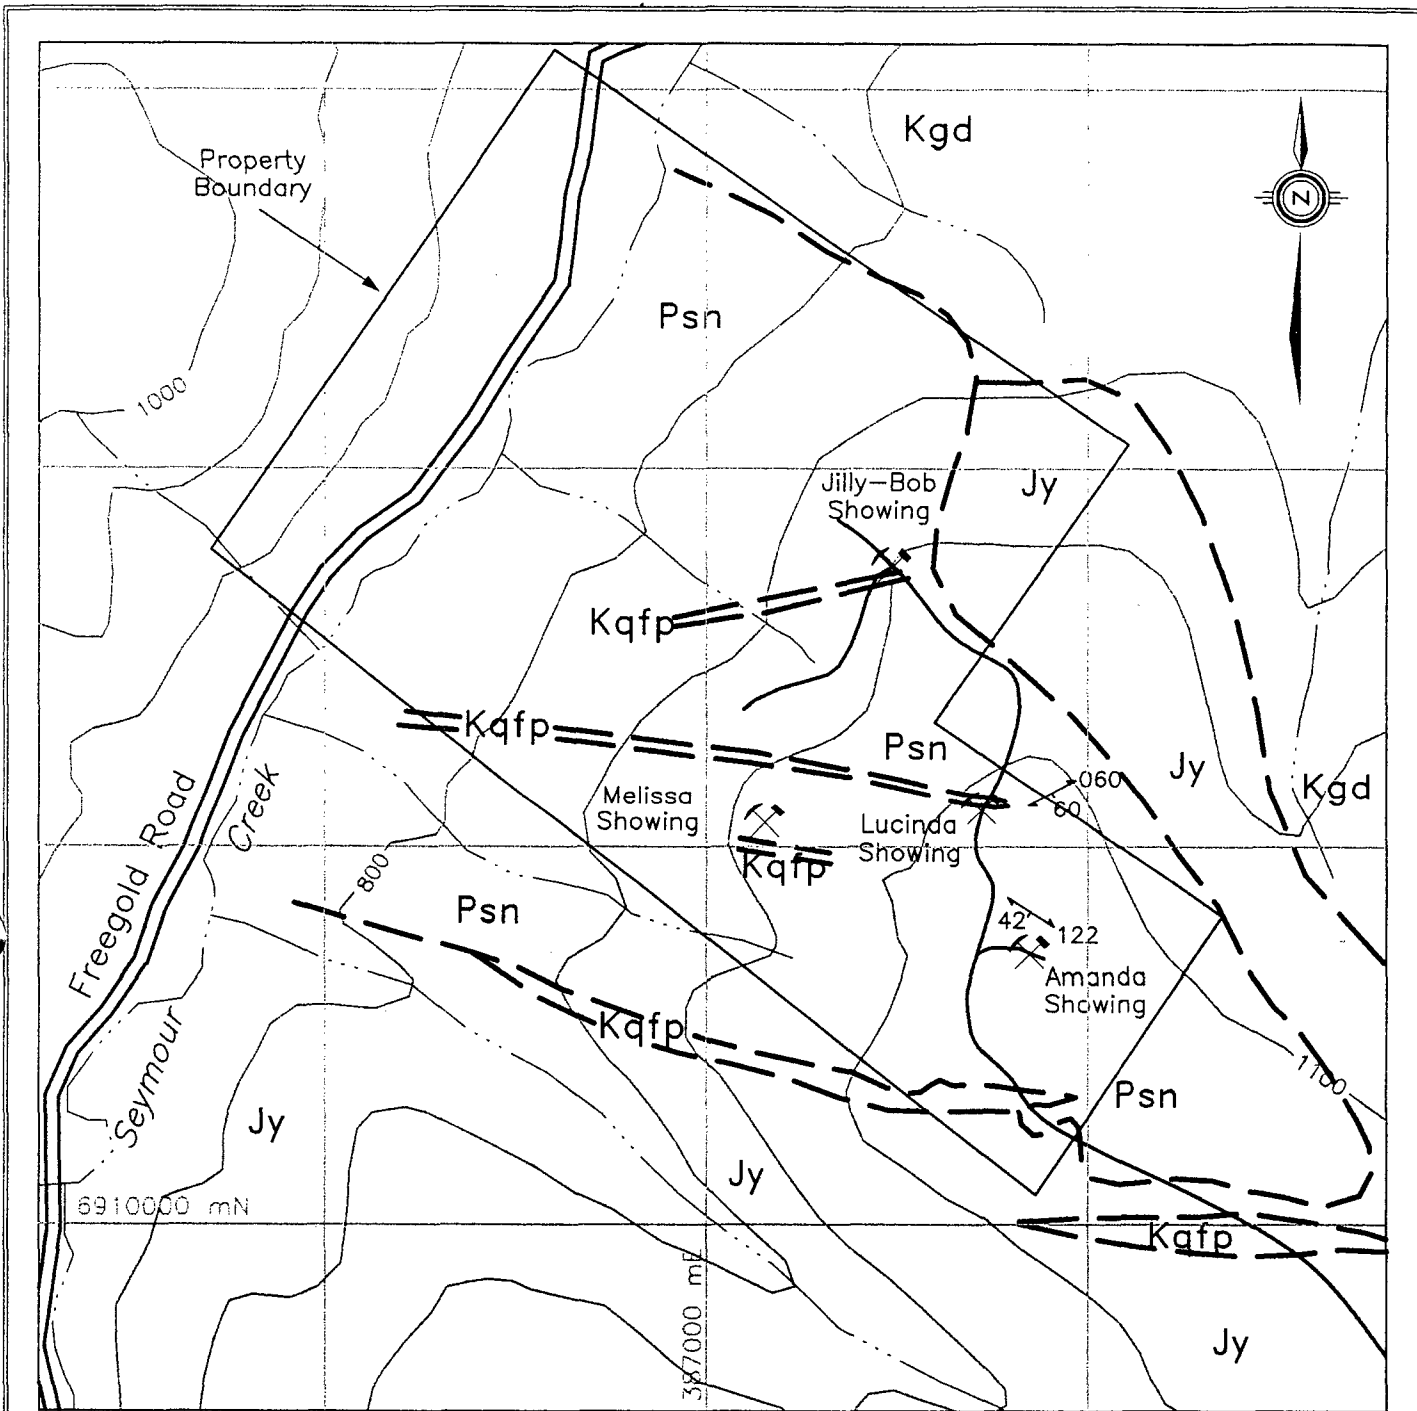 Kgd
Property
Boundary
N
Psn
1000
Jilly-Bob
Showing
Jy
Kqfp
Kqfp
Psn
Jy
060
60
Kgd
Melissa
Showing
Lucinda
Showing
Kqfp
Freegold Road
Creek
800
Psn
42'
122
Amanda
Showing
Kqfp
Seymour
Jy
1100
Psn
Jy
6910000 mN
Kqfp
387000 mE
Jy